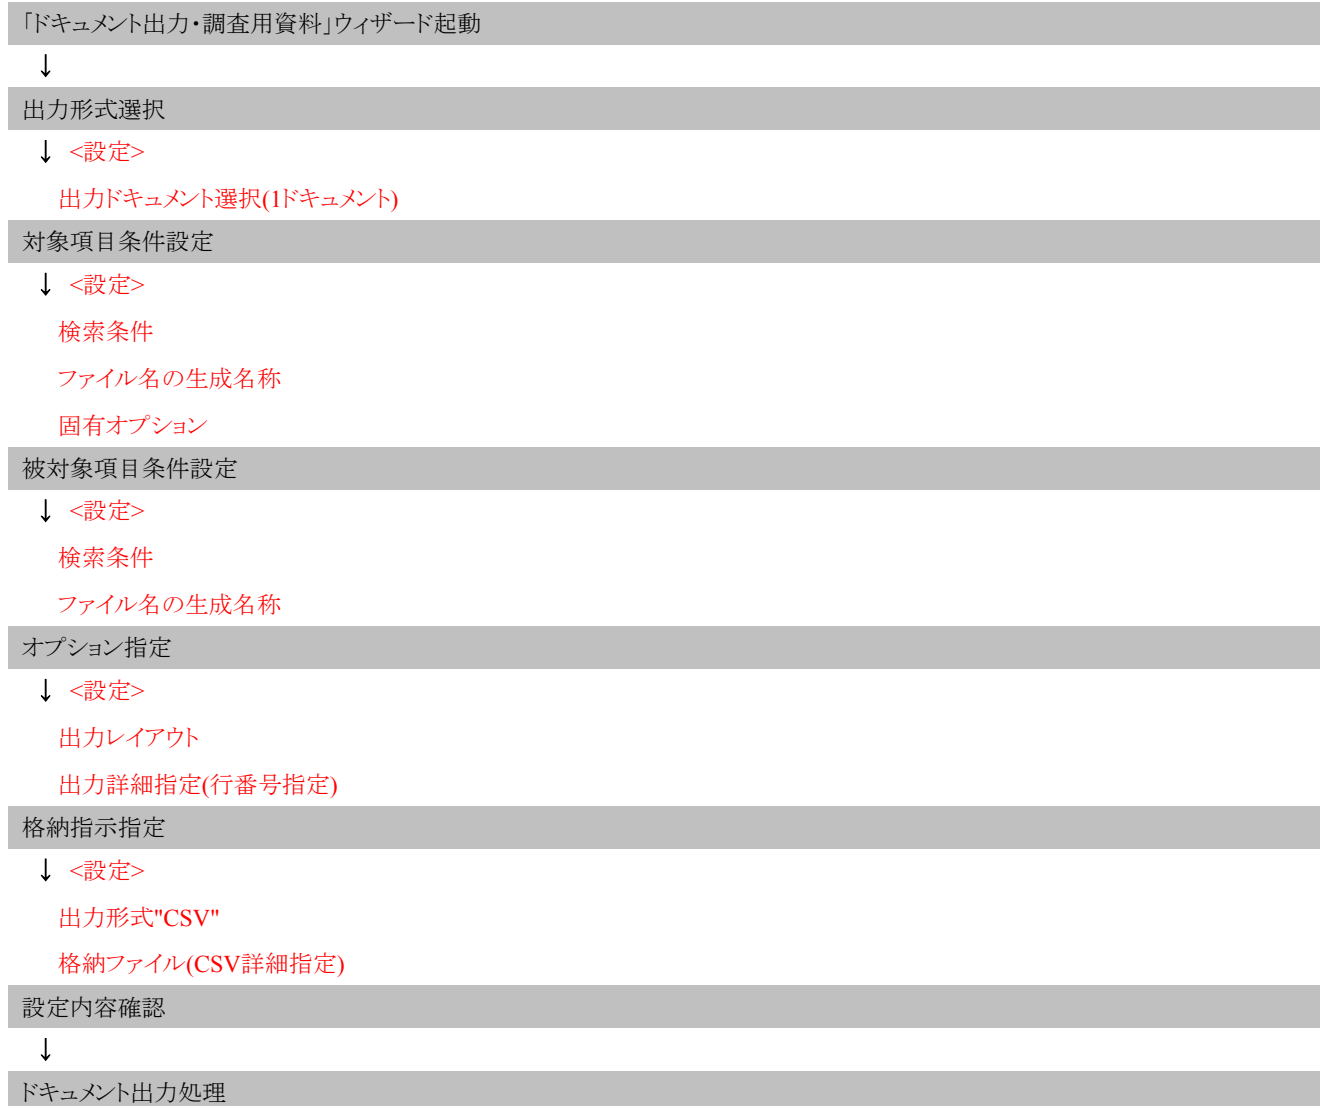 「ドキュメント出力・調査用資料」ウィザード起動
↓
出力形式選択
↓ <設定>
出力ドキュメント選択(1ドキュメント)
対象項目条件設定
↓ <設定>
検索条件
ファイル名の生成名称
固有オプション
被対象項目条件設定
↓ <設定>
検索条件
ファイル名の生成名称
オプション指定
↓ <設定>
出力レイアウト
出力詳細指定(行番号指定)
格納指示指定
↓ <設定>
出力形式"CSV"
格納ファイル(CSV詳細指定)
設定内容確認
↓
ドキュメント出力処理